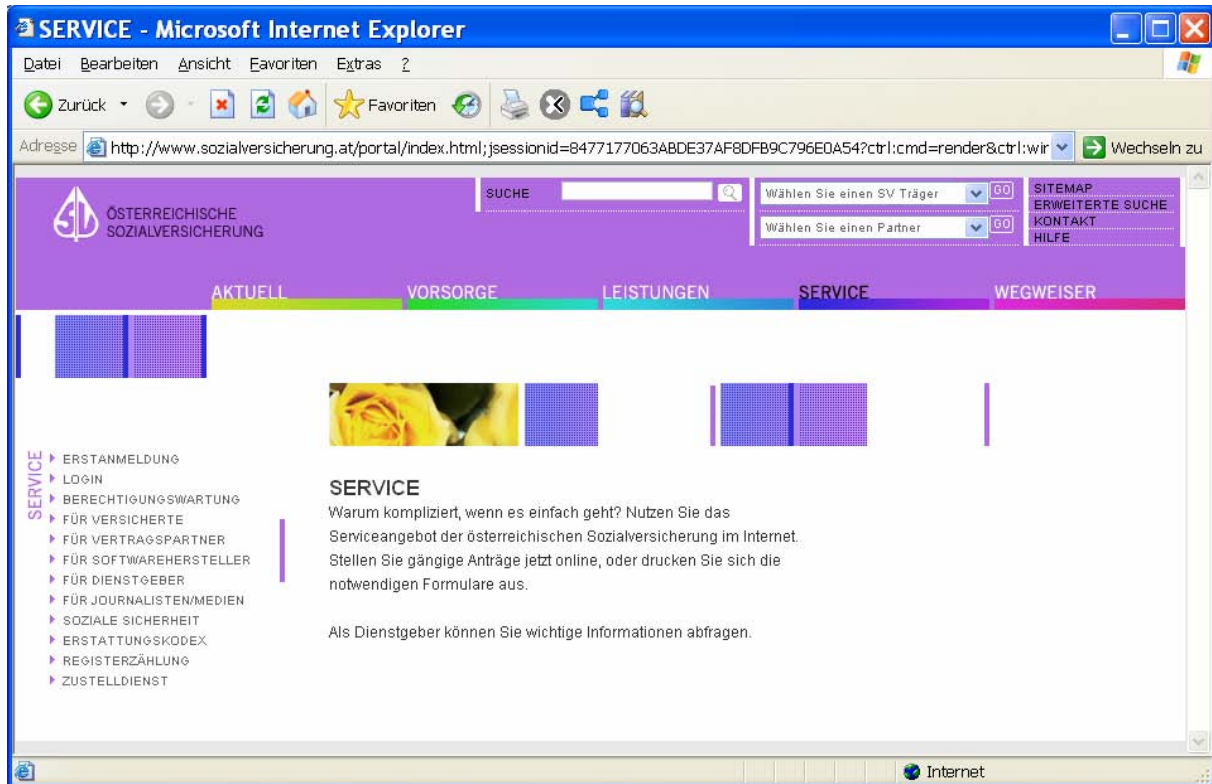 SERVICE - Microsoft Internet Explorer
Datei Bearbeiten Ansicht Favoriten Extras ?
Zurück Favoriten
Adresse http://www.sozialversicherung.at/portal/index.html;jsessionid=8477177063ABDE37AF8DFB9C796E0A54?ctrl:cmd=render&ctrl:wir Wechseln zu
ÖSTERREICHISCHE
SOZIALVERSICHERUNG
SUCHE
Wählen Sie einen SV Träger GO
Wählen Sie einen Partner GO
SITEMAP
ERWEITERTE SUCHE
KONTAKT
HILFE
AKTUELL VORSORGE LEISTUNGEN SERVICE WEGWEISER
SERVICE
ERSTANMELDUNG
LOGIN
BERECHTIGUNGSWARTUNG
FÜR VERSICHERTE
FÜR VERTRAGSPARTNER
FÜR SOFTWAREHERSTELLER
FÜR DIENSTGEBER
FÜR JOURNALISTEN/MEDIEN
SOZIALE SICHERHEIT
ERSTATTUNGSKODEX
REGISTERZÄHLUNG
ZUSTELLDIENST
SERVICE
Warum kompliziert, wenn es einfach geht? Nutzen Sie das
Serviceangebot der österreichischen Sozialversicherung im Internet.
Stellen Sie gängige Anträge jetzt online, oder drucken Sie sich die
notwendigen Formulare aus.
Als Dienstgeber können Sie wichtige Informationen abfragen.
Internet